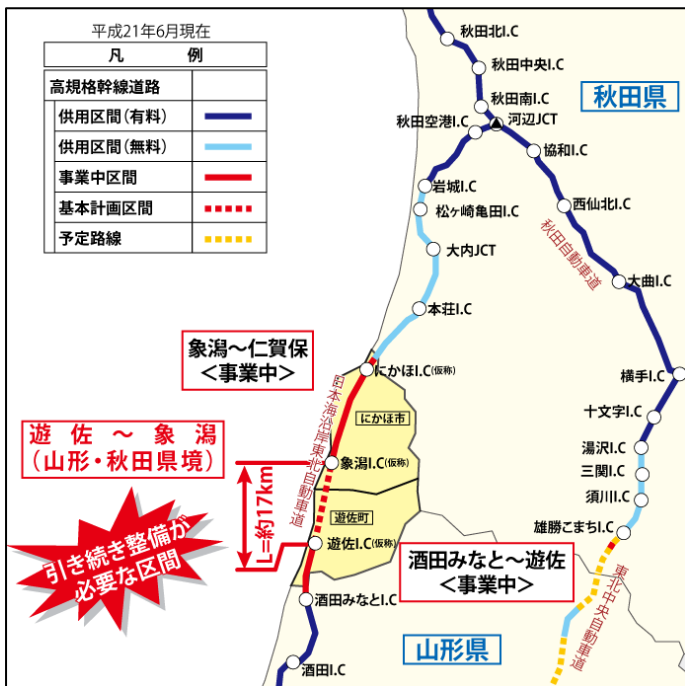 平成21年6月現在
凡 例
高規格幹線道路
供用区間(有料)
供用区間(無料)
事業中区間
基本計画区間
予定路線
秋田北I.C
秋田中央I.C
秋田南I.C
河辺JCT
秋田空港I.C
秋田県
協和I.C
岩城I.C
松ヶ崎亀田I.C
西仙北I.C
秋田自動車道
大内JCT
大曲I.C
本荘I.C
象潟~仁賀保
<事業中>
にかほI.C(仮称)
横手I.C
日本海沿岸東北自動車道
にかほ市
十文字I.C
遊佐~象潟
(山形・秋田県境)
湯沢I.C
象潟I.C(仮称)
三関I.C
L=約17km
須川I.C
遊佐町
雄勝こまちI.C
引き続き整備が
必要な区間
遊佐I.C(仮称)
酒田みなと~遊佐
<事業中>
東北中央自動車道
酒田みなとI.C
山形県
酒田I.C